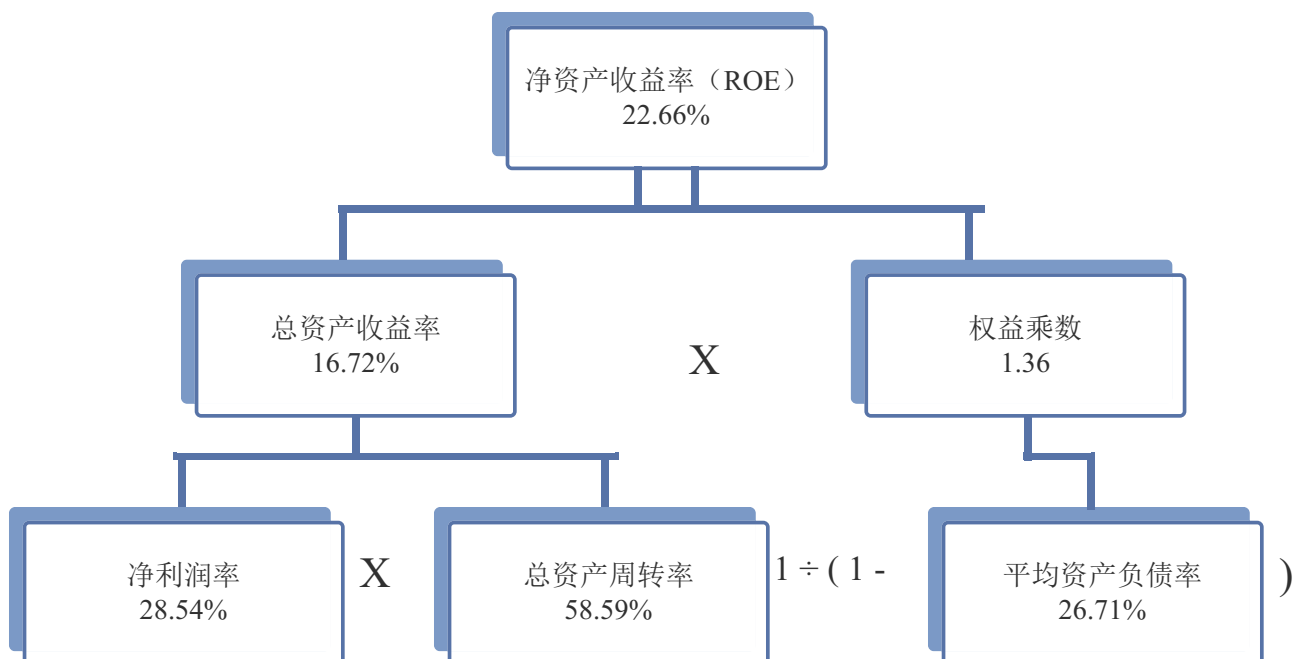 净资产收益率（ROE）
22.66%
总资产收益率
16.72%
X
权益乘数
1.36
净利润率
28.54%
X
总资产周转率
58.59%
1 ÷ ( 1 -
平均资产负债率
26.71%
)